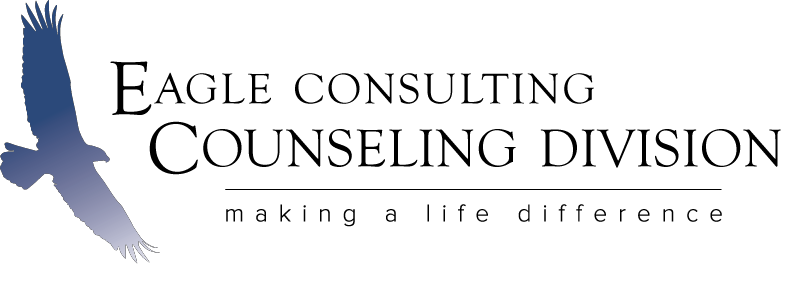 EAGLE CONSULTING
COUNSELING DIVISION
making a life difference